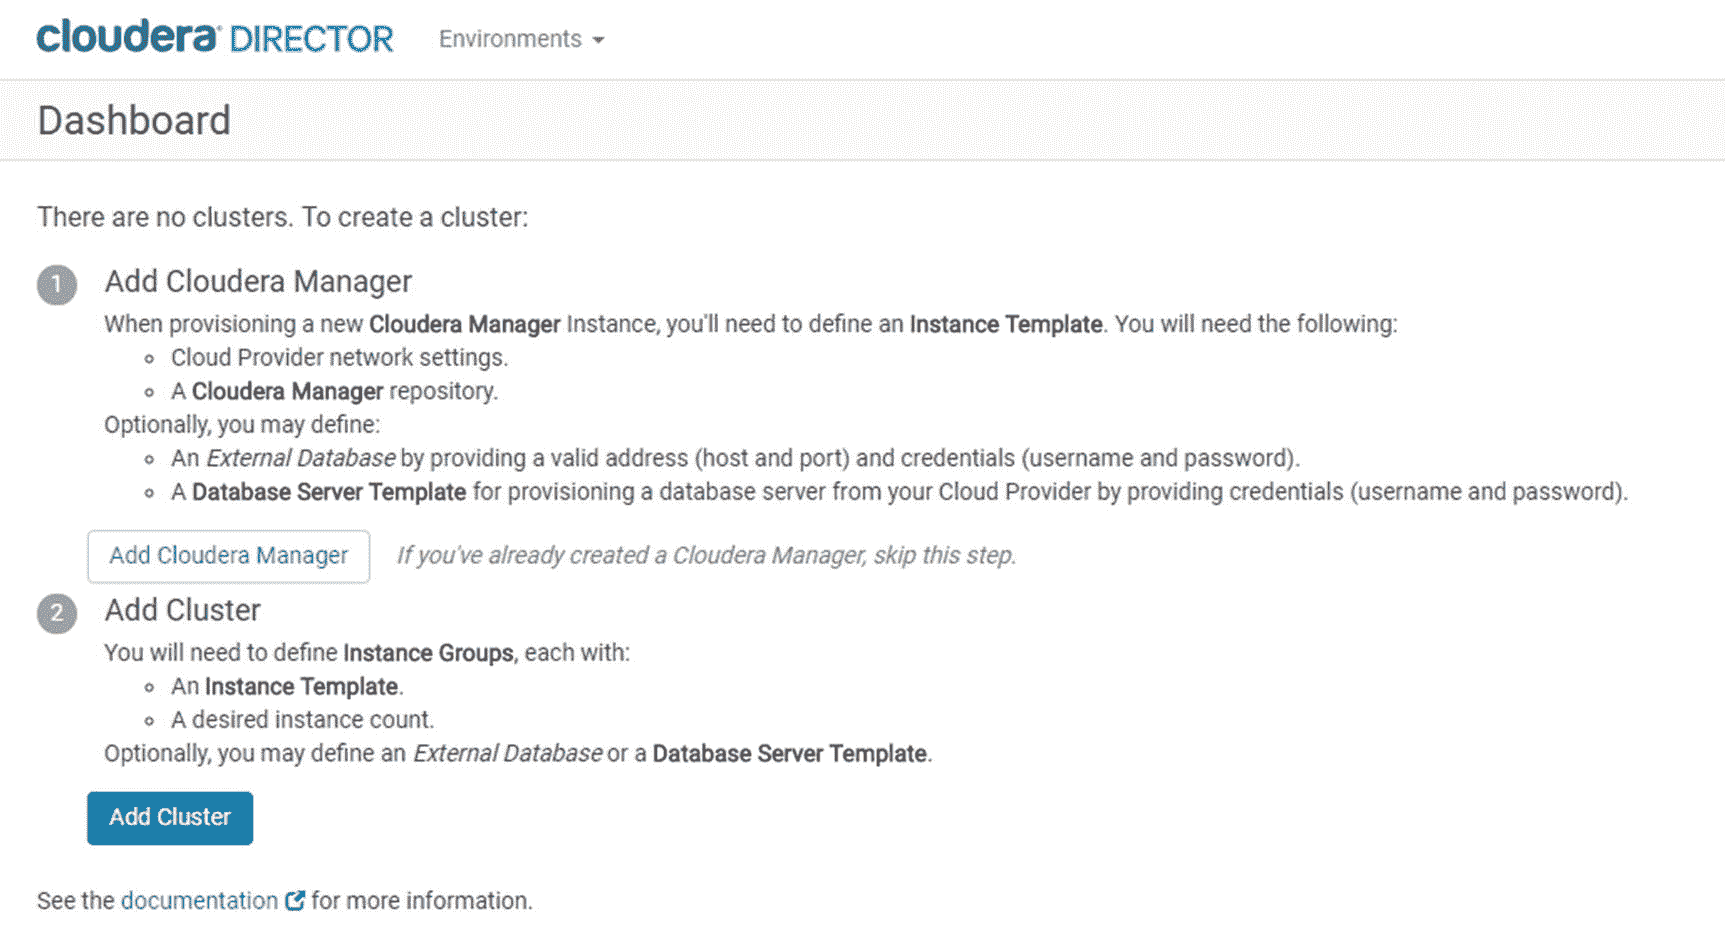 cloudera DIRECTOR Environments
Dashboard
There are no clusters. To create a cluster:
1 Add Cloudera Manager
When provisioning a new Cloudera Manager Instance, you'll need to define an Instance Template. You will need the following:
Cloud Provider network settings.
A Cloudera Manager repository.
Optionally, you may define:
An External Database by providing a valid address (host and port) and credentials (username and password).
A Database Server Template for provisioning a database server from your Cloud Provider by providing credentials (username and password).
Add Cloudera Manager If you've already created a Cloudera Manager, skip this step.
2 Add Cluster
You will need to define Instance Groups, each with:
An Instance Template.
A desired instance count.
Optionally, you may define an External Database or a Database Server Template.
Add Cluster
See the documentation for more information.